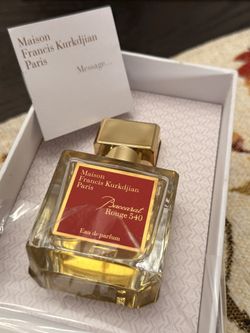 Maison
Francis Kurkdjian
Paris
Message...
Maison
Francis Kurkdjian
Paris
Baccarat
Rouge 540
Eau de parfum